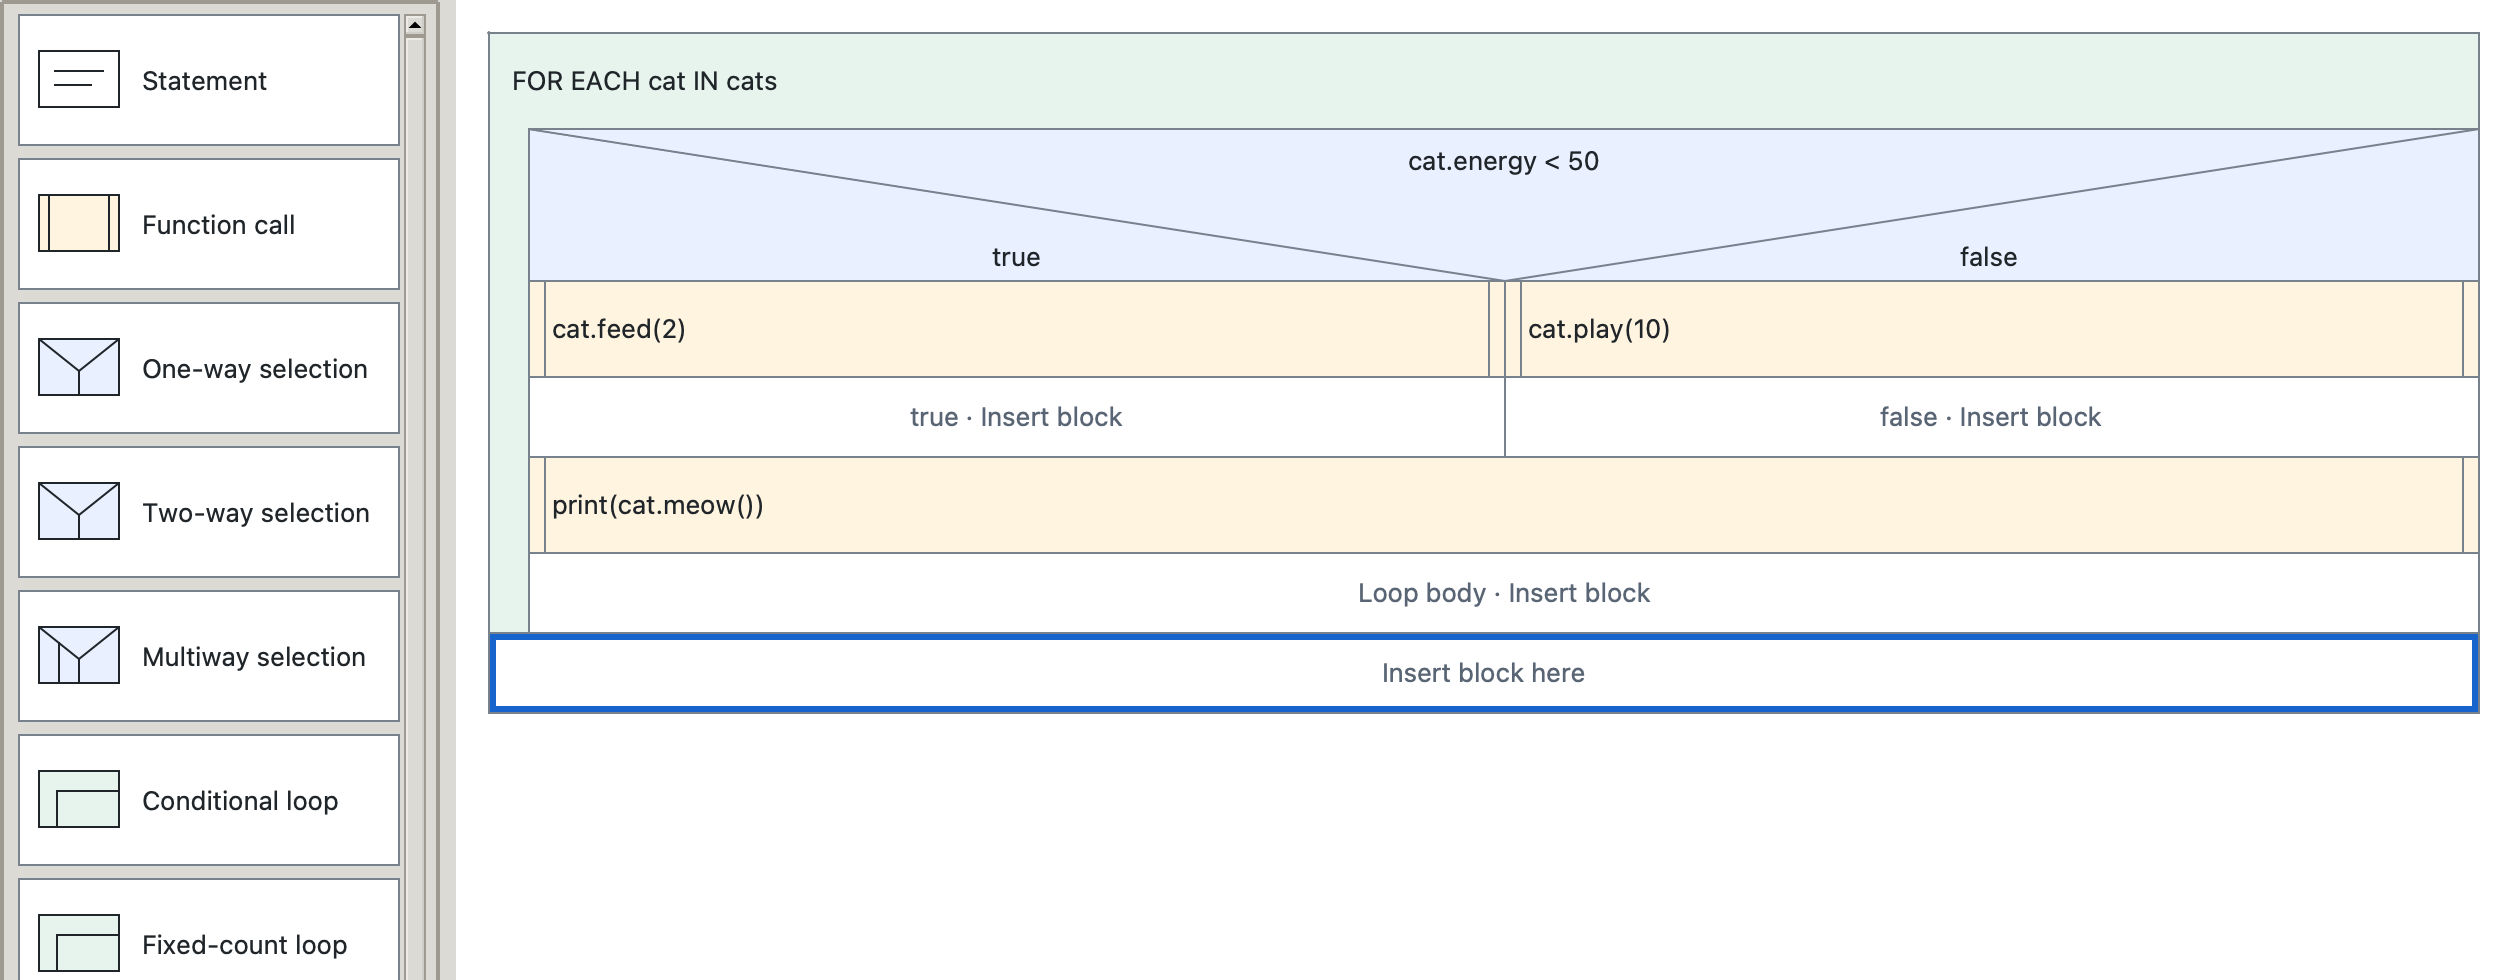 Statement
Function call
One-way selection
Two-way selection
Multiway selection
Conditional loop
Fixed-count loop
FOR EACH cat IN cats
cat.energy < 50
true
false
cat.feed(2)
cat.play(10)
true · Insert block
false · Insert block
print(cat.meow())
Loop body · Insert block
Insert block here